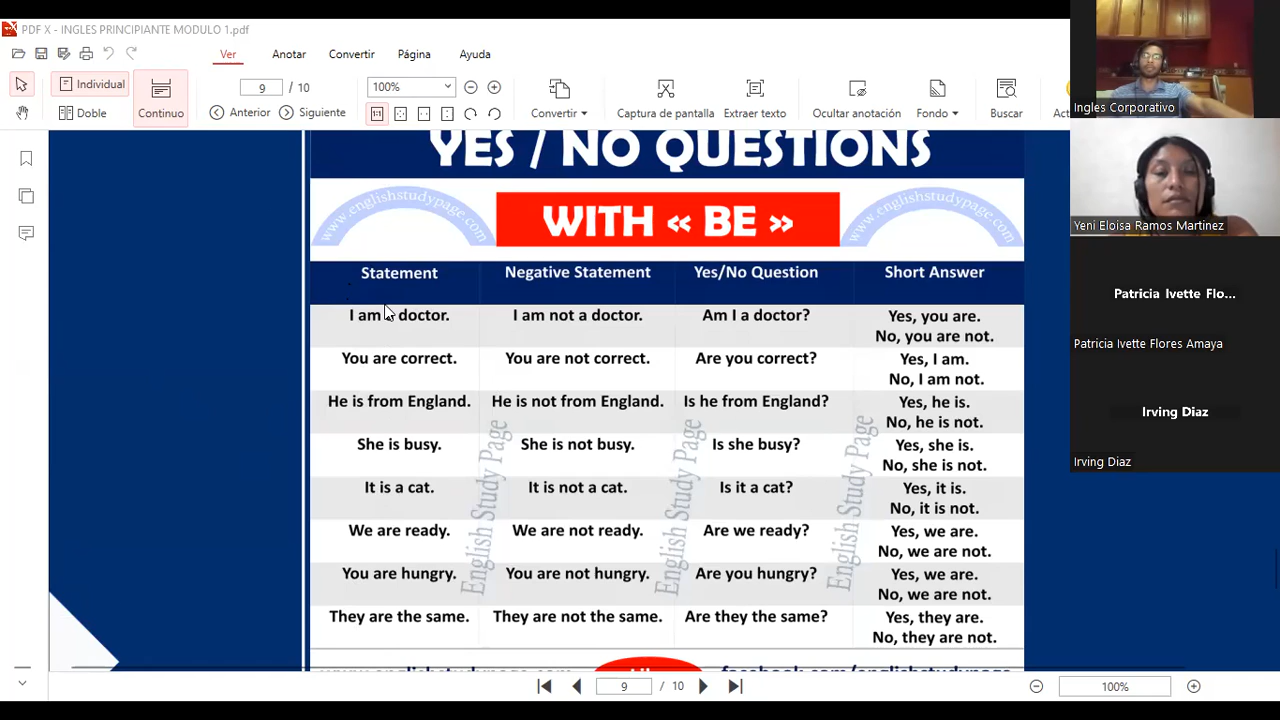 PDF X - INGLES PRINCIPIANTE MODULO 1.pdf
Ver Anotar Convertir Página Ayuda
Individual
Doble
Continuo
9 / 10
Anterior Siguiente
100%
Convertir
Captura de pantalla
Extraer texto
Ocultar anotación
Fondo
Buscar
YES / NO QUESTIONS
www.englishstudypage.com
WITH « BE »
www.englishstudypage.com
Statement Negative Statement Yes/No Question Short Answer
I am a doctor. I am not a doctor. Am I a doctor? Yes, you are.
No, you are not.
You are correct. You are not correct. Are you correct? Yes, I am.
No, I am not.
He is from England. He is not from England. Is he from England? Yes, he is.
No, he is not.
She is busy. She is not busy. Is she busy? Yes, she is.
No, she is not.
It is a cat. It is not a cat. Is it a cat? Yes, it is.
No, it is not.
We are ready. We are not ready. Are we ready? Yes, we are.
No, we are not.
You are hungry. You are not hungry. Are you hungry? Yes, we are.
No, we are not.
They are the same. They are not the same. Are they the same? Yes, they are.
No, they are not.
English Study Page
English Study Page
English Study Page
www.englishstudypage.com
facebook.com/englishstudypage
9 / 10
100%
Ingles Corporativo
Yeni Eloisa Ramos Martinez
Patricia Ivette Flo...
Patricia Ivette Flores Amaya
Irving Diaz
Irving Diaz